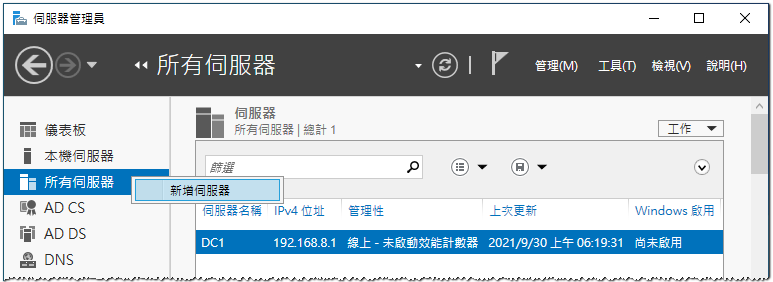 伺服器管理員
所有伺服器
管理(M) 工具(T) 檢視(V) 說明(H)
儀表板
本機伺服器
所有伺服器
AD CS
AD DS
DNS
新增伺服器
伺服器
所有伺服器 | 總計 1
工作
篩選
伺服器名稱 IPv4 位址 管理性 上次更新 Windows 啟用
DC1 192.168.8.1 線上 - 未啟動效能計數器 2021/9/30 上午 06:19:31 尚未啟用